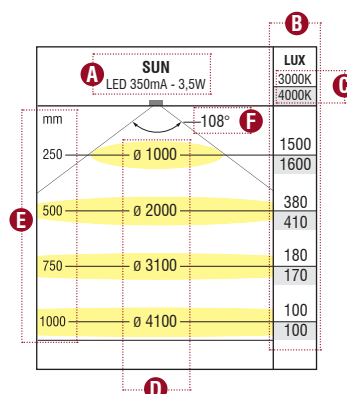 B
A
SUN
LED 350mA - 3,5W
LUX
3000K
4000K
C
mm
108°
F
250
ø 1000
1500
1600
E
500
ø 2000
380
410
750
ø 3100
180
170
1000
ø 4100
100
100
D